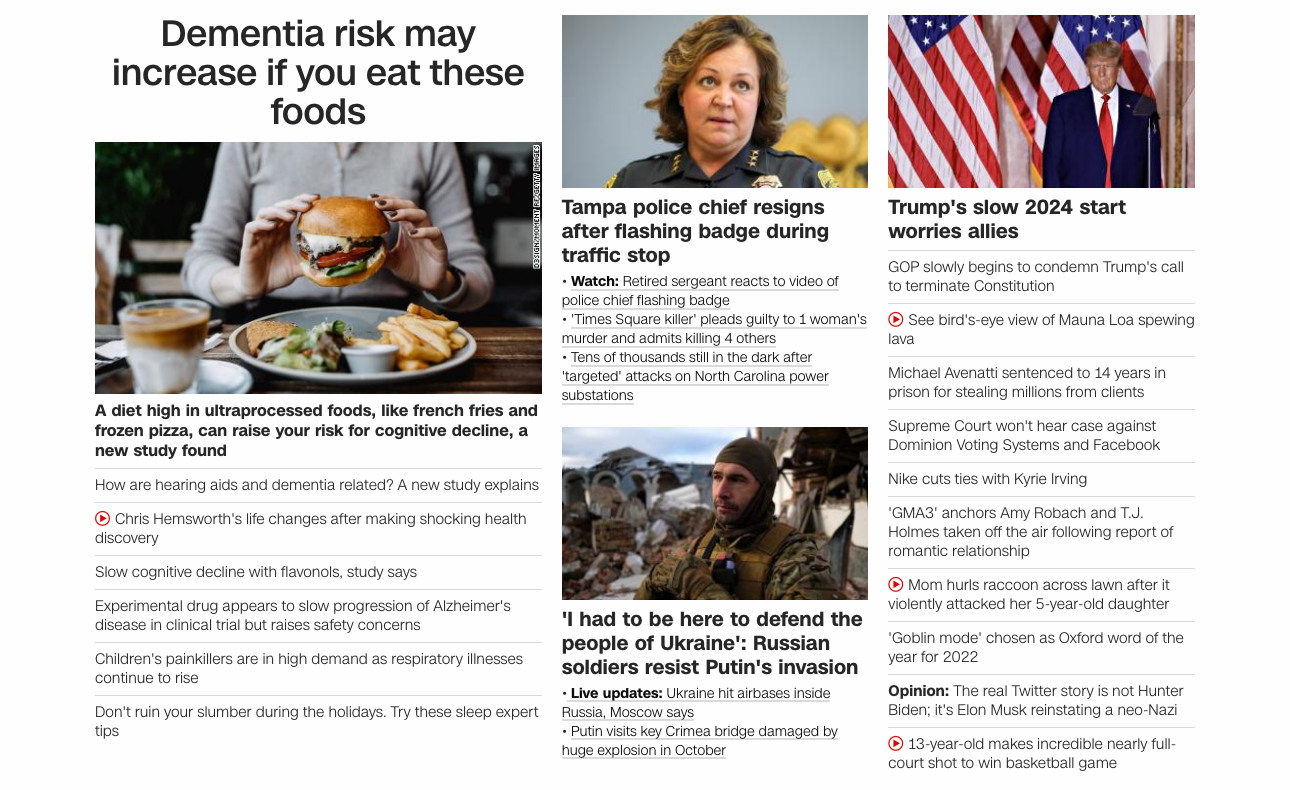 Dementia risk may
increase if you eat these
foods
DESIGN/MOMENT RF/GETTY IMAGES
A diet high in ultraprocessed foods, like french fries and
frozen pizza, can raise your risk for cognitive decline, a
new study found
How are hearing aids and dementia related? A new study explains
Chris Hemsworth's life changes after making shocking health
discovery
Slow cognitive decline with flavonols, study says
Experimental drug appears to slow progression of Alzheimer's
disease in clinical trial but raises safety concerns
Children's painkillers are in high demand as respiratory illnesses
continue to rise
Don't ruin your slumber during the holidays. Try these sleep expert
tips
Tampa police chief resigns
after flashing badge during
traffic stop
• Watch: Retired sergeant reacts to video of
police chief flashing badge
• 'Times Square killer' pleads guilty to 1 woman's
murder and admits killing 4 others
• Tens of thousands still in the dark after
'targeted' attacks on North Carolina power
substations
'I had to be here to defend the
people of Ukraine': Russian
soldiers resist Putin's invasion
• Live updates: Ukraine hit airbases inside
Russia, Moscow says
• Putin visits key Crimea bridge damaged by
huge explosion in October
Trump's slow 2024 start
worries allies
GOP slowly begins to condemn Trump's call
to terminate Constitution
See bird's-eye view of Mauna Loa spewing
lava
Michael Avenatti sentenced to 14 years in
prison for stealing millions from clients
Supreme Court won't hear case against
Dominion Voting Systems and Facebook
Nike cuts ties with Kyrie Irving
'GMA3' anchors Amy Robach and T.J.
Holmes taken off the air following report of
romantic relationship
Mom hurls raccoon across lawn after it
violently attacked her 5-year-old daughter
'Goblin mode' chosen as Oxford word of the
year for 2022
Opinion: The real Twitter story is not Hunter
Biden; it's Elon Musk reinstating a neo-Nazi
13-year-old makes incredible nearly full-
court shot to win basketball game